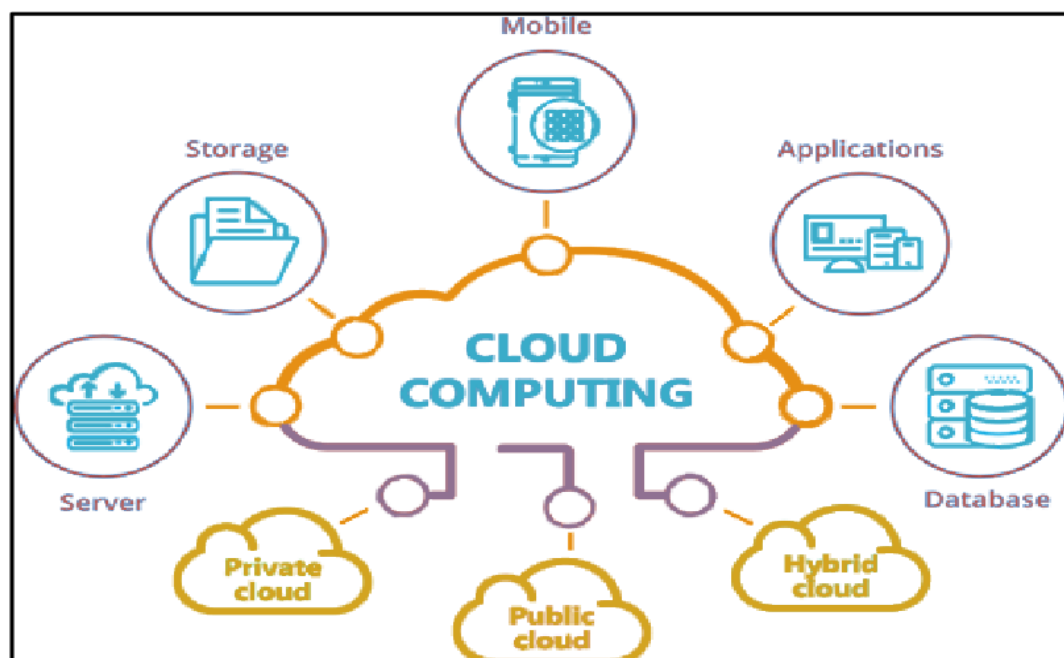 Mobile
Storage
Applications
CLOUD
COMPUTING
Server
Database
Private
cloud
Public
cloud
Hybrid
cloud